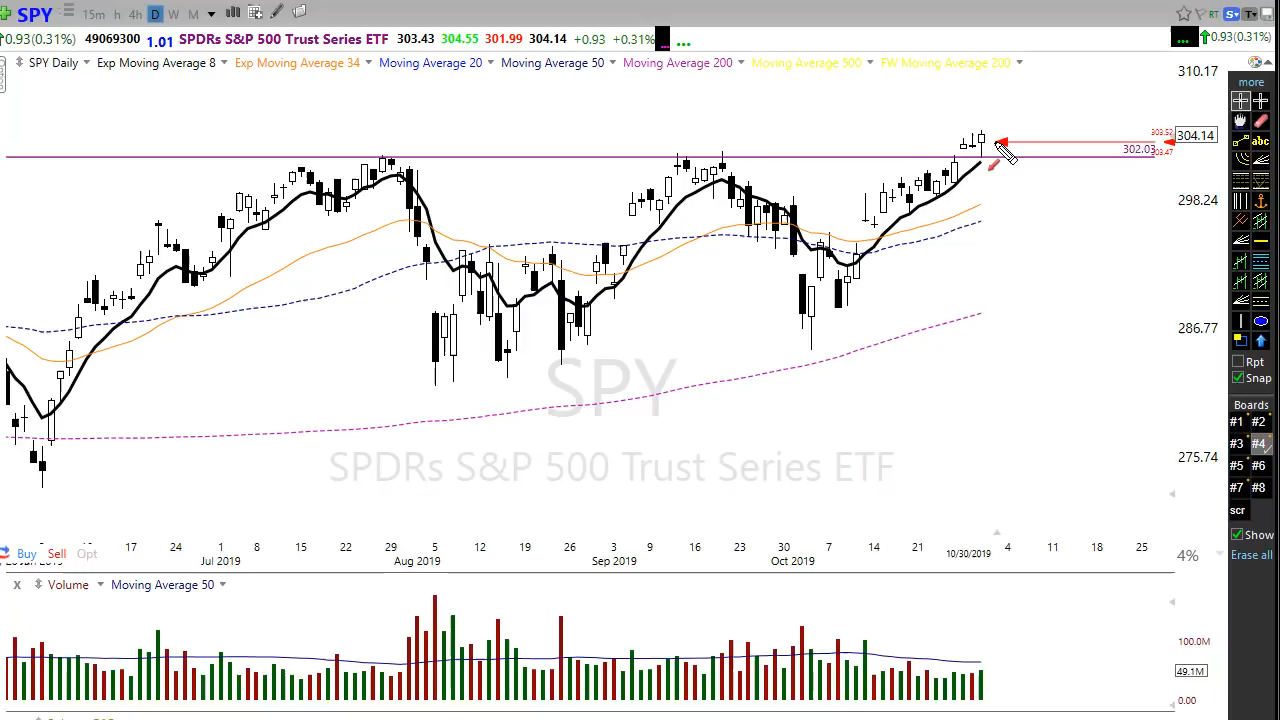 SPY
15m h 4h D W M
RT S T
0.93(0.31%) 49069300 1.01 SPDRs S&P 500 Trust Series ETF 303.43 304.55 301.99 304.14 +0.93 +0.31% ... ... 0.93(0.31%)
SPY Daily Exp Moving Average 8 Exp Moving Average 34 Moving Average 20 Moving Average 50 Moving Average 200 Moving Average 500 FW Moving Average 200
310.17
more
304.14
abc
302.03
298.24
286.77
Rpt
Snap
SPY
Boards
#1 #2
#3 #4
275.74
SPDRs S&P 500 Trust Series ETF
#5 #6
#7 #8
scr
Show
17 24 8 15 22 29 5 12 19 26 3 9 16 23 30 7 14 21 10/30/2019 4 11 18 25
Buy Sell Opt
Jul 2019 Aug 2019 Sep 2019 Oct 2019
4%
Erase all
X Volume Moving Average 50
100.0M
49.1M
0.00